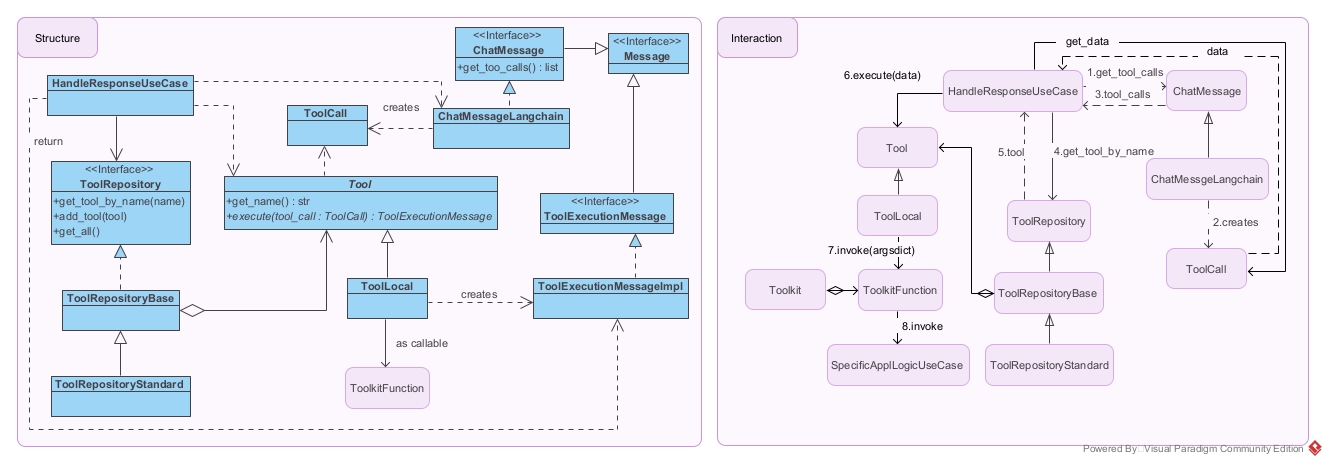 Structure
<<Interface>>
ChatMessage
+get_too_calls() : list
<<Interface>>
Message
HandleResponseUseCase
ToolCall
creates
ChatMessageLangchain
return
<<Interface>>
ToolRepository
+get_tool_by_name(name)
+add_tool(tool)
+get_all()
Tool
+get_name() : str
+execute(tool_call : ToolCall) : ToolExecutionMessage
<<Interface>>
ToolExecutionMessage
ToolRepositoryBase
ToolLocal
creates
ToolExecutionMessageImpl
as callable
ToolRepositoryStandard
ToolkitFunction
Interaction
get_data
data
6.execute(data)
HandleResponseUseCase
1.get_tool_calls
3.tool_calls
ChatMessage
Tool
5.tool
4.get_tool_by_name
ChatMessgeLangchain
ToolLocal
ToolRepository
2.creates
7.invoke(argsdict)
ToolCall
Toolkit
ToolkitFunction
ToolRepositoryBase
8.invoke
SpecificApplLogicUseCase
ToolRepositoryStandard
Powered By Visual Paradigm Community Edition